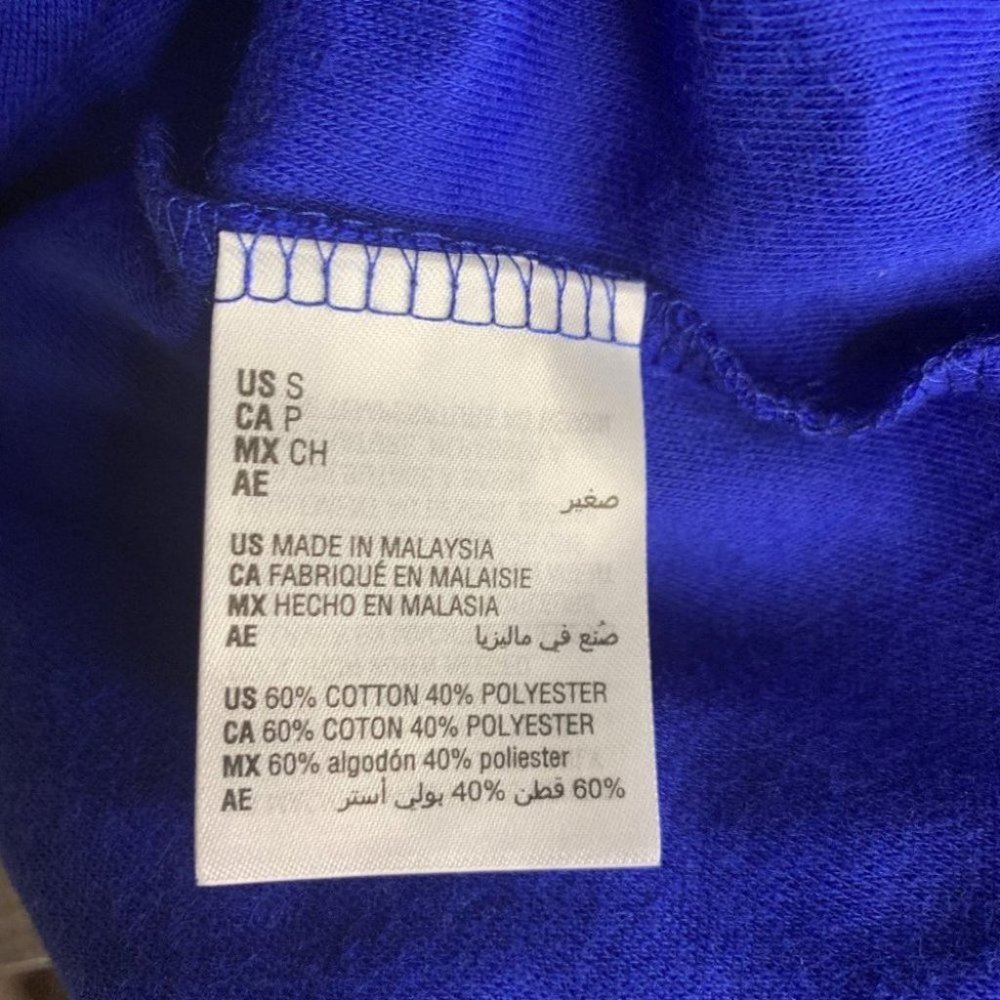 US S
CA P
MX CH
AE صغير
US MADE IN MALAYSIA
CA FABRIQUÉ EN MALAISIE
MX HECHO EN MALASIA
AE صُنع في ماليزيا
US 60% COTTON 40% POLYESTER
CA 60% COTON 40% POLYESTER
MX 60% algodón 40% poliester
AE 60% قطن 40% بولي أستر